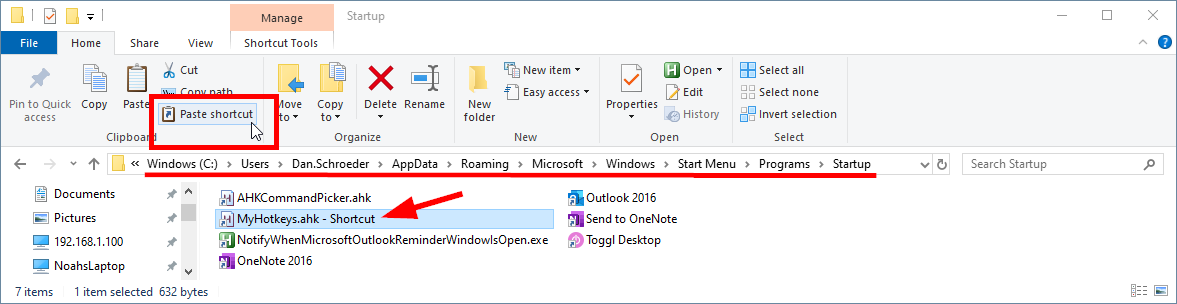 Manage
Startup
File
Home
Share
View
Shortcut Tools
Pin to Quick access
Copy
Paste
Cut
Copy path
Paste shortcut
Clipboard
Move to
Copy to
Delete
Rename
Organize
New folder
New item
Easy access
New
Properties
Open
Edit
History
Open
Select all
Select none
Invert selection
Select
« Windows (C:) > Users > Dan.Schroeder > AppData > Roaming > Microsoft > Windows > Start Menu > Programs > Startup
Search Startup
Documents
Pictures
192.168.1.100
NoahsLaptop
AHKCommandPicker.ahk
MyHotkeys.ahk - Shortcut
NotifyWhenMicrosoftOutlookReminderWindowIsOpen.exe
OneNote 2016
Outlook 2016
Send to OneNote
Toggl Desktop
7 items
1 item selected 632 bytes